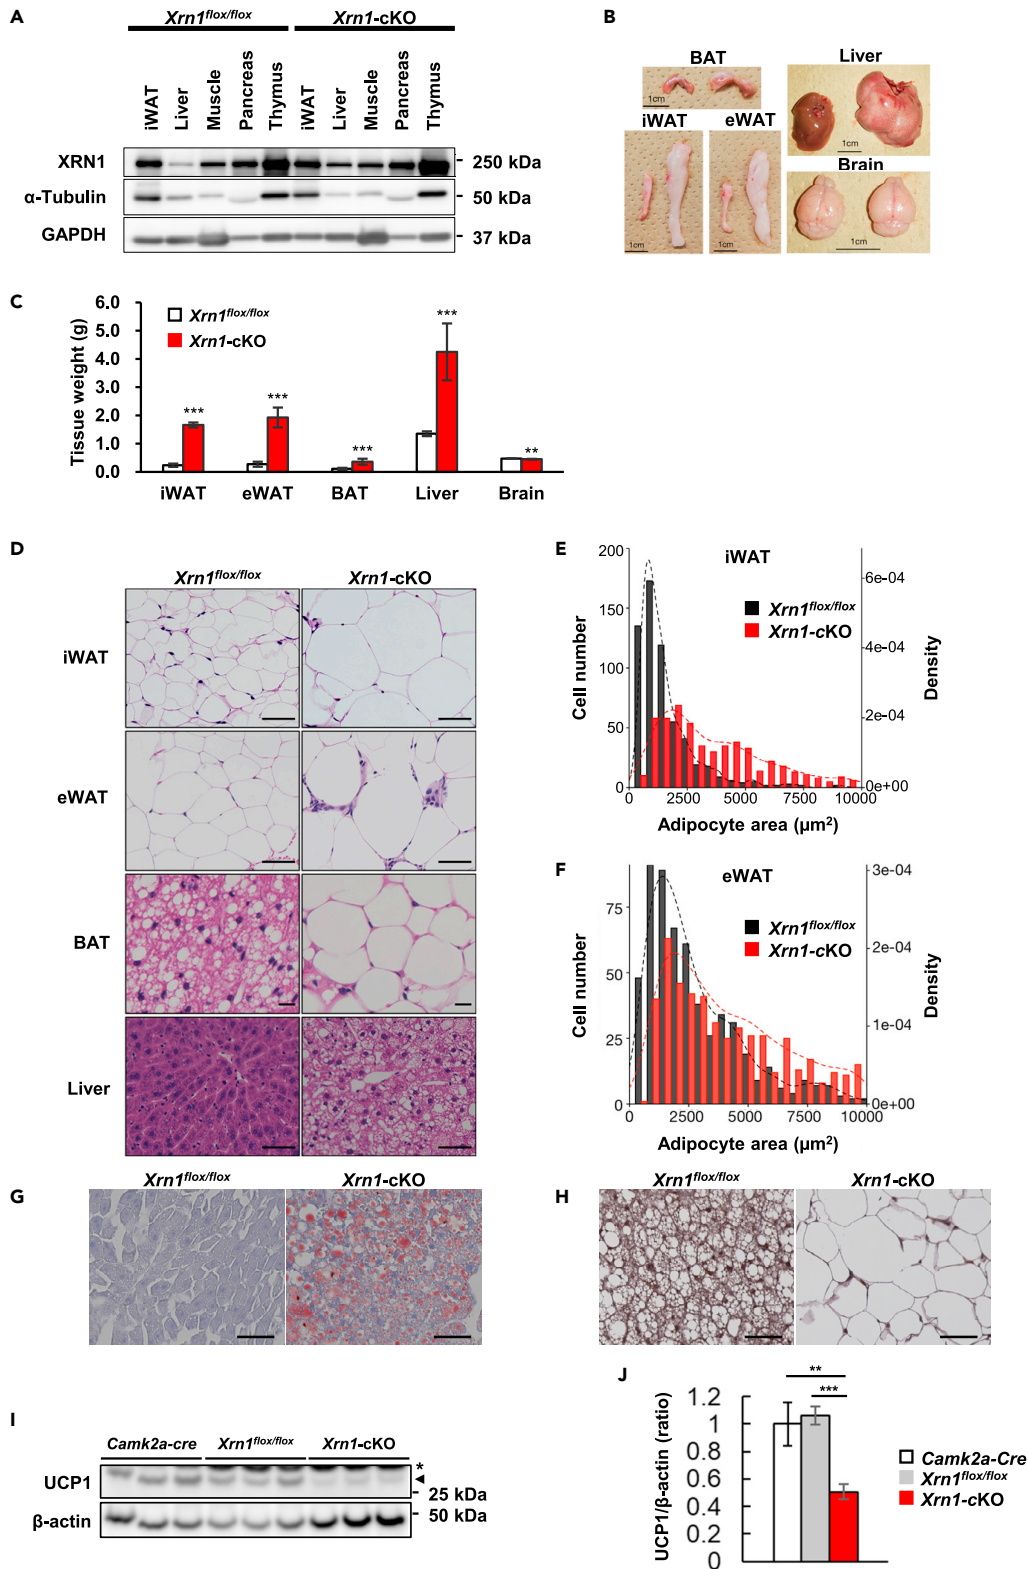 A
Xrn1flox/flox Xrn1-cKO
iWAT Liver Muscle Pancreas Thymus iWAT Liver Muscle Pancreas Thymus
XRN1 - 250 kDa
α-Tubulin - 50 kDa
GAPDH - 37 kDa
B
BAT
1cm
Liver
1cm
iWAT
1cm
eWAT
1cm
Brain
1cm
C
Tissue weight (g)
6.0
5.0
4.0
3.0
2.0
1.0
0.0
Xrn1flox/flox
Xrn1-cKO
*** *** *** *** **
iWAT eWAT BAT Liver Brain
D
Xrn1flox/flox Xrn1-cKO
iWAT
eWAT
BAT
Liver
E
iWAT
Xrn1flox/flox
Xrn1-cKO
Cell number
200
150
100
50
0
Density
6e-04
4e-04
2e-04
0e+00
0 2500 5000 7500 10000
Adipocyte area (µm²)
F
eWAT
Xrn1flox/flox
Xrn1-cKO
Cell number
75
50
25
0
Density
3e-04
2e-04
1e-04
0e+00
0 2500 5000 7500 10000
Adipocyte area (µm²)
G
Xrn1flox/flox Xrn1-cKO
H
Xrn1flox/flox Xrn1-cKO
I
Camk2a-cre Xrn1flox/flox Xrn1-cKO
*
UCP1 ◄
- 25 kDa
β-actin - 50 kDa
J
UCP1/β-actin (ratio)
1.2
1
0.8
0.6
0.4
0.2
0
**
***
Camk2a-Cre
Xrn1flox/flox
Xrn1-cKO